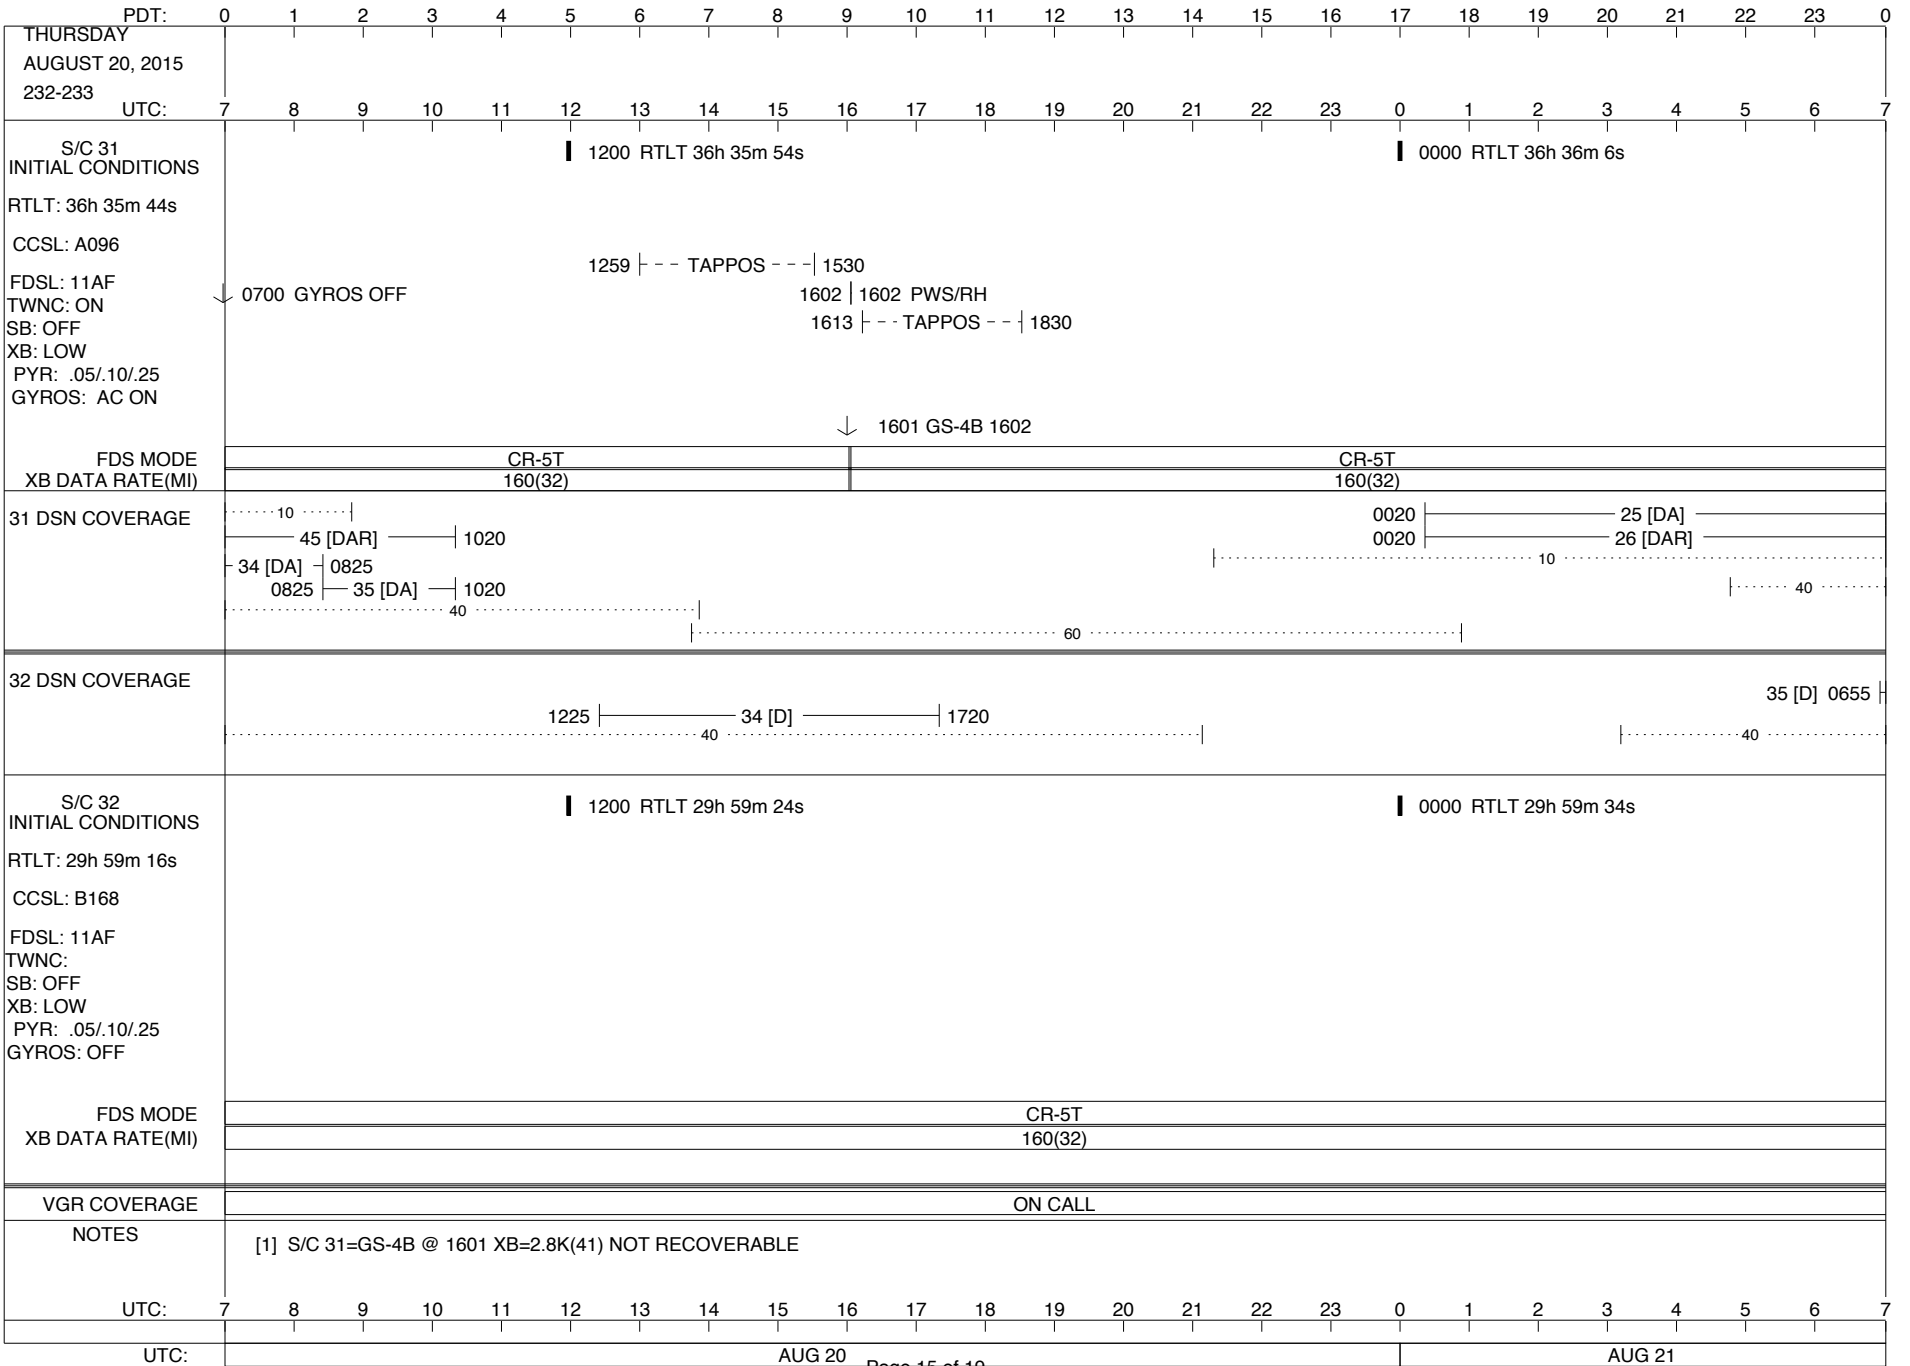 PDT: 0 1 2 3 4 5 6 7 8 9 10 11 12 13 14 15 16 17 18 19 20 21 22 23 0
THURSDAY
AUGUST 20, 2015
232-233
UTC: 7 8 9 10 11 12 13 14 15 16 17 18 19 20 21 22 23 0 1 2 3 4 5 6 7
S/C 31
INITIAL CONDITIONS
1200 RTLT 36h 35m 54s
0000 RTLT 36h 36m 6s
RTLT: 36h 35m 44s
CCSL: A096
1259 TAPPOS 1530
FDSL: 11AF
0700 GYROS OFF
1602 1602 PWS/RH
TWNC: ON
1613 TAPPOS 1830
SB: OFF
XB: LOW
PYR: .05/.10/.25
GYROS: AC ON
1601 GS-4B 1602
FDS MODE CR-5T CR-5T
XB DATA RATE(MI) 160(32) 160(32)
31 DSN COVERAGE
10
0020 25 [DA]
45 [DAR] 1020
0020 26 [DAR]
10
34 [DA] 0825
0825 35 [DA] 1020
40
40
60
32 DSN COVERAGE
35 [D] 0655
1225 34 [D] 1720
40
40
S/C 32
INITIAL CONDITIONS
1200 RTLT 29h 59m 24s
0000 RTLT 29h 59m 34s
RTLT: 29h 59m 16s
CCSL: B168
FDSL: 11AF
TWNC:
SB: OFF
XB: LOW
PYR: .05/.10/.25
GYROS: OFF
FDS MODE CR-5T
XB DATA RATE(MI) 160(32)
VGR COVERAGE ON CALL
NOTES
[1] S/C 31=GS-4B @ 1601 XB=2.8K(41) NOT RECOVERABLE
UTC: 7 8 9 10 11 12 13 14 15 16 17 18 19 20 21 22 23 0 1 2 3 4 5 6 7
UTC: AUG 20 AUG 21
Page 15 of 19